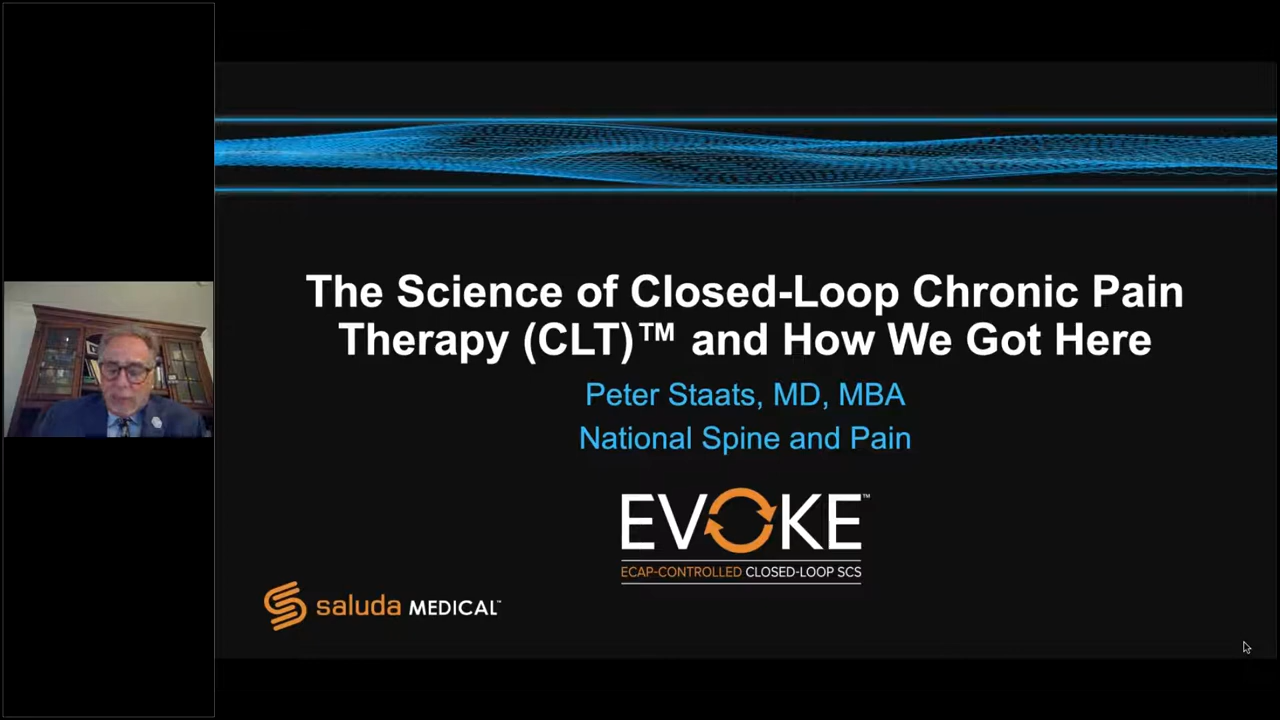 The Science of Closed-Loop Chronic Pain
Therapy (CLT)™ and How We Got Here
Peter Staats, MD, MBA
National Spine and Pain
EVOKE™
ECAP-CONTROLLED CLOSED-LOOP SCS
saluda MEDICAL™